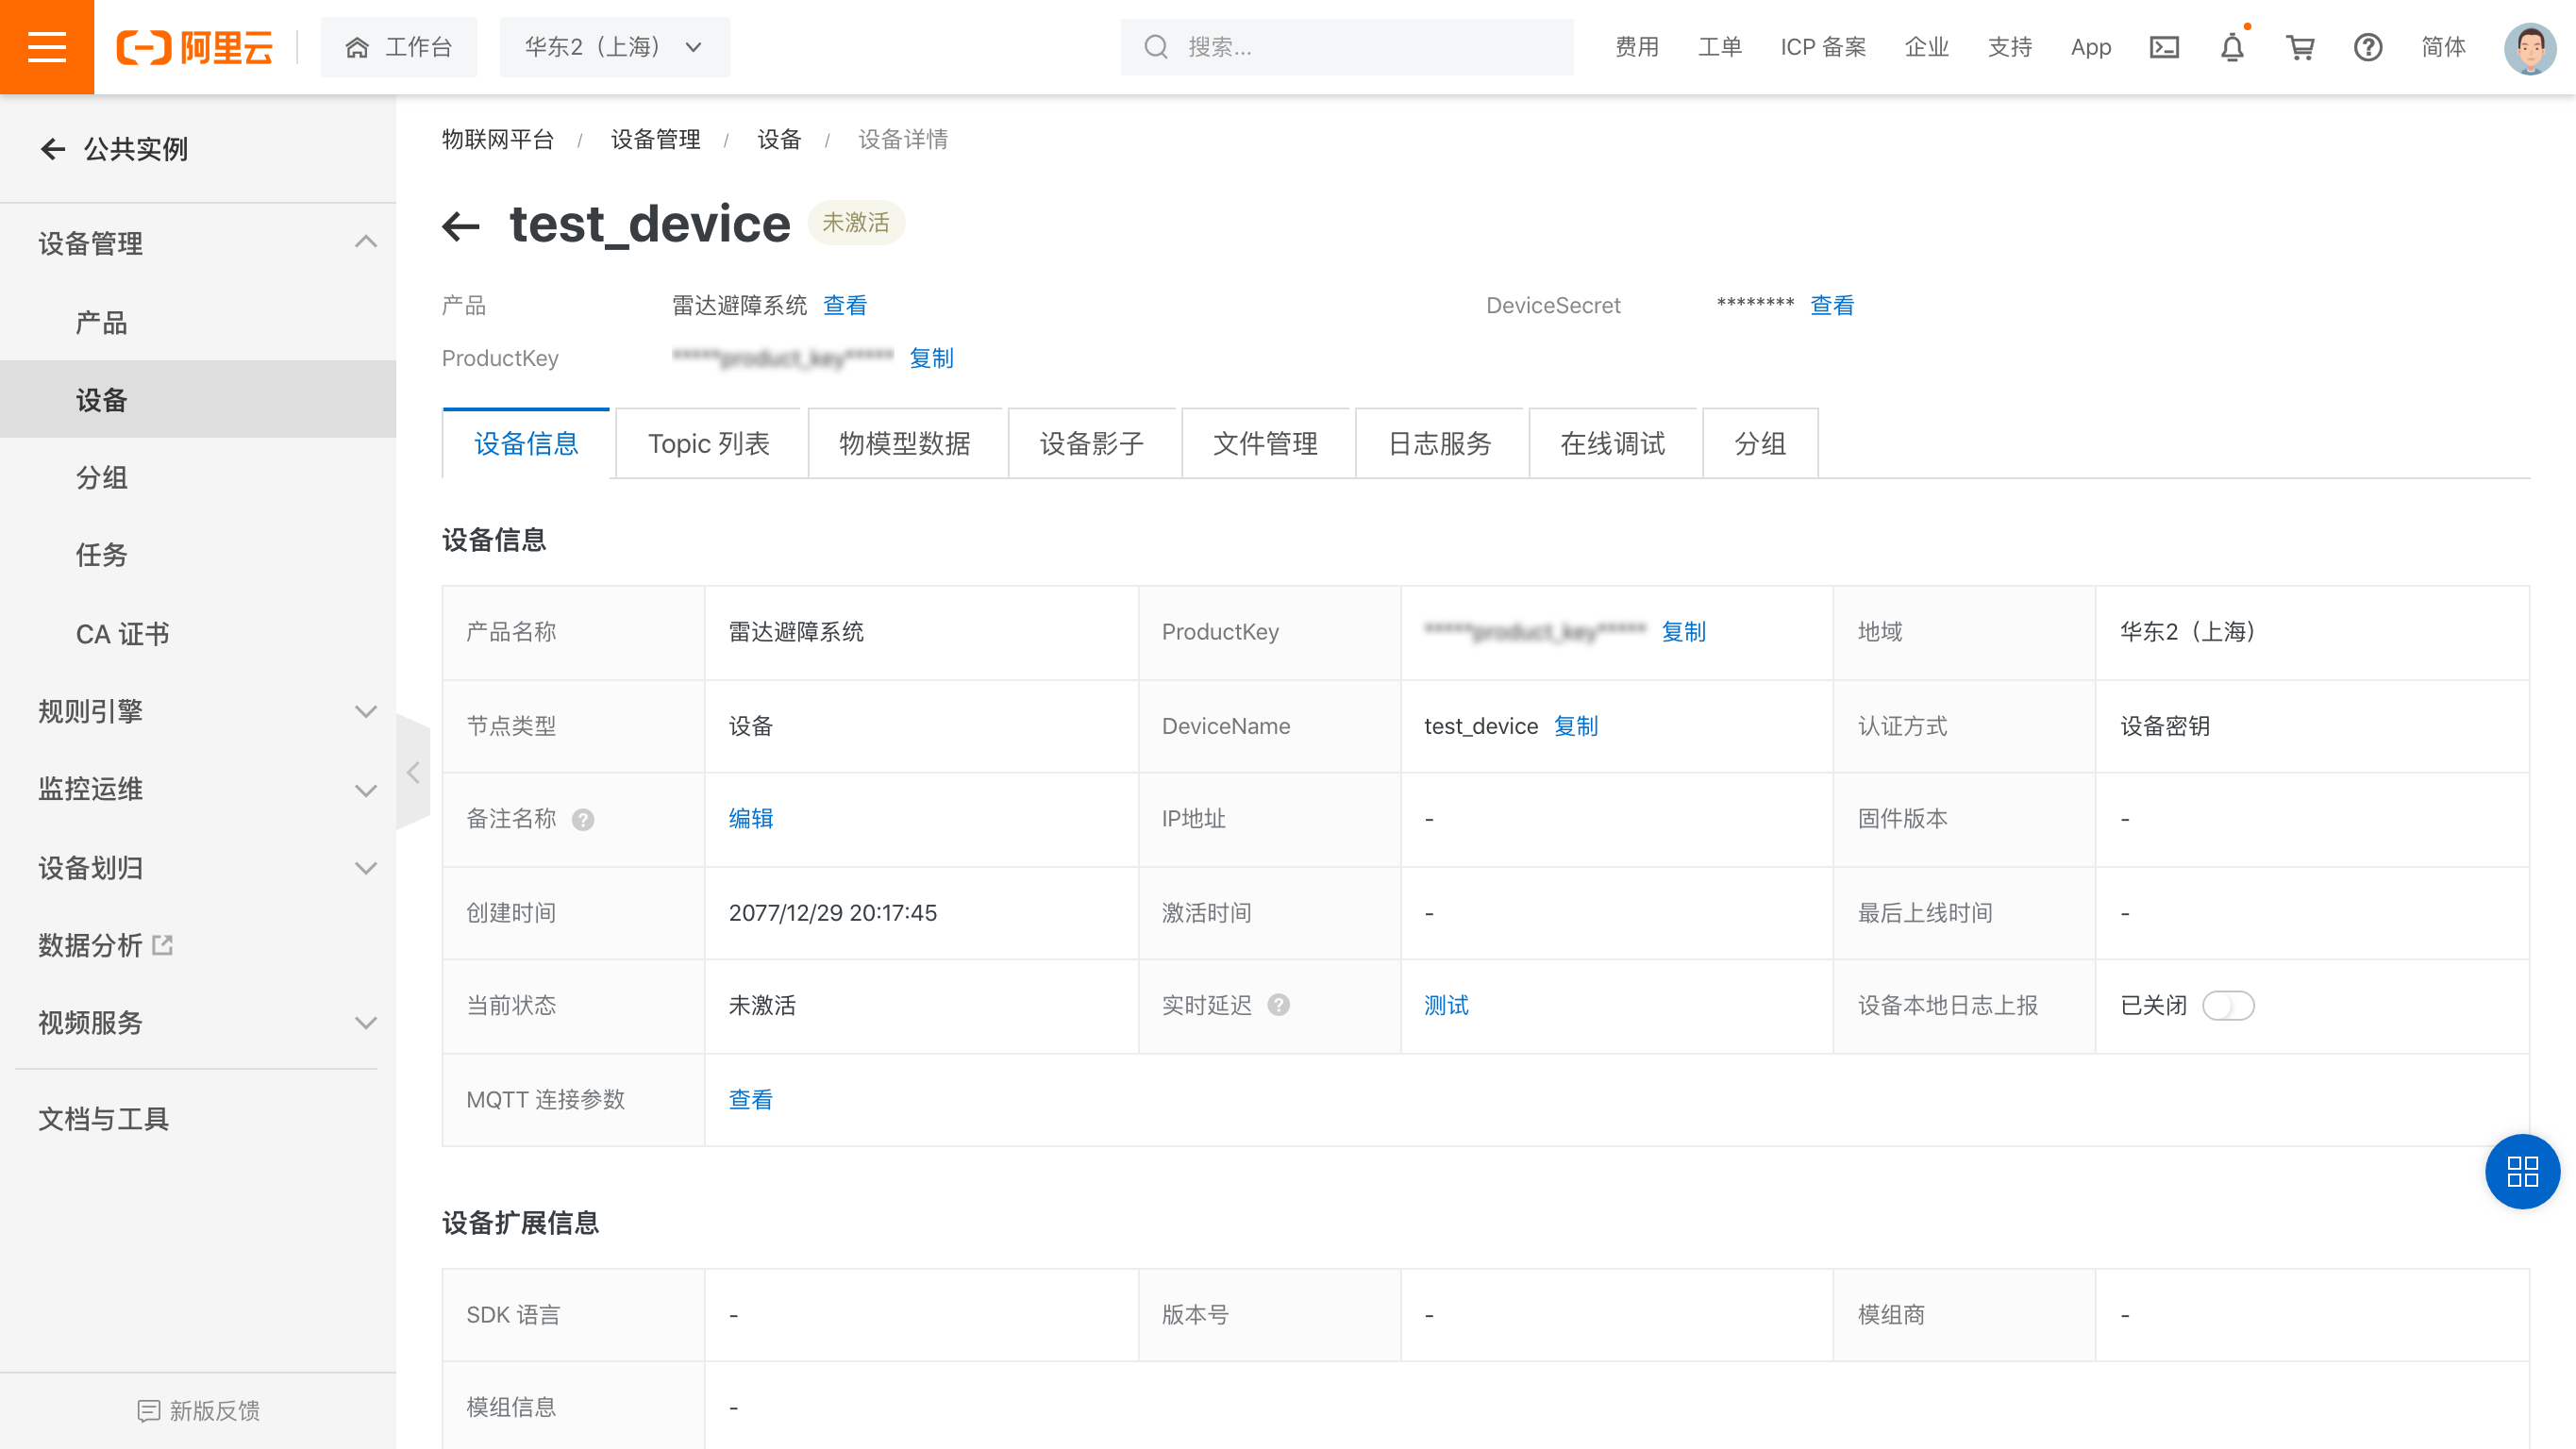 阿里云
工作台
华东2（上海）
搜索...
费用 工单 ICP 备案 企业 支持 App 简体
公共实例
设备管理
产品
设备
分组
任务
CA 证书
规则引擎
监控运维
设备划归
数据分析
视频服务
文档与工具
新版反馈
物联网平台 / 设备管理 / 设备 / 设备详情
test_device 未激活
产品 雷达避障系统 查看 DeviceSecret ******** 查看
ProductKey *****product_key***** 复制
设备信息 Topic 列表 物模型数据 设备影子 文件管理 日志服务 在线调试 分组
设备信息
产品名称 雷达避障系统 ProductKey *****product_key***** 复制 地域 华东2（上海）
节点类型 设备 DeviceName test_device 复制 认证方式 设备密钥
备注名称 ? 编辑 IP地址 - 固件版本 -
创建时间 2077/12/29 20:17:45 激活时间 - 最后上线时间 -
当前状态 未激活 实时延迟 ? 测试 设备本地日志上报 已关闭
MQTT 连接参数 查看
设备扩展信息
SDK 语言 - 版本号 - 模组商 -
模组信息 -